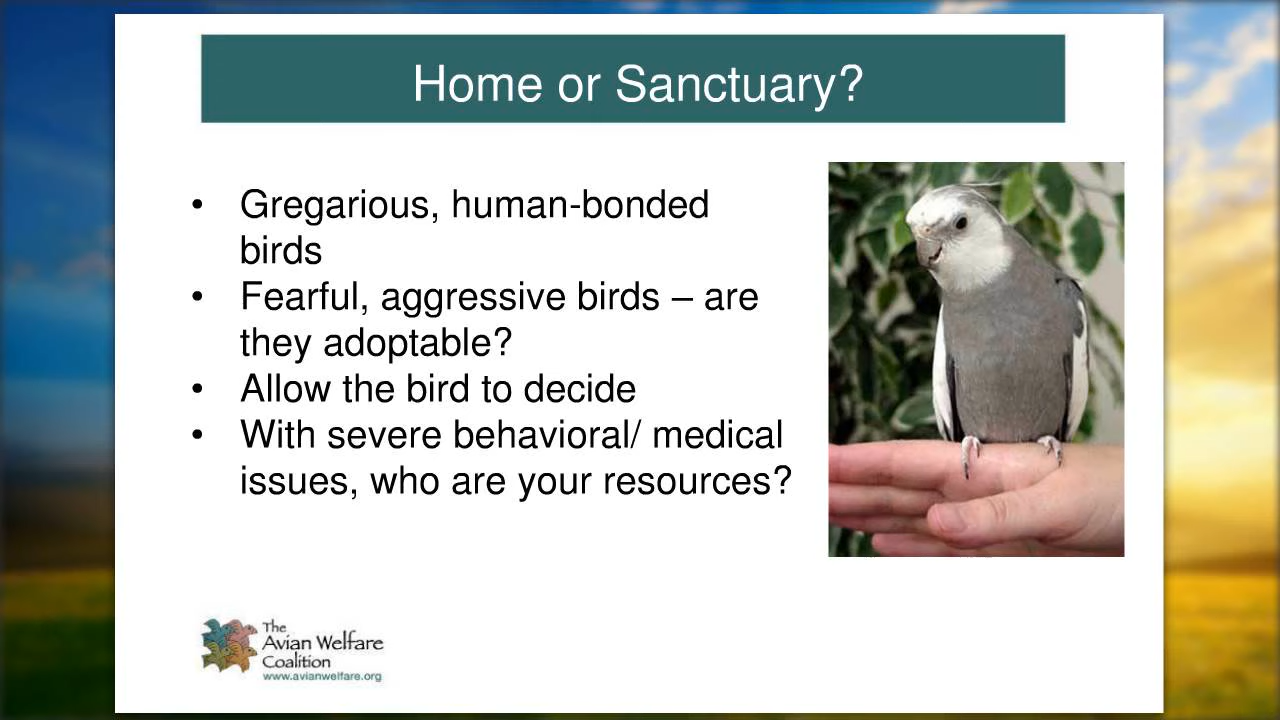 Home or Sanctuary?
• Gregarious, human-bonded
birds
• Fearful, aggressive birds – are
they adoptable?
• Allow the bird to decide
• With severe behavioral/ medical
issues, who are your resources?
The
Avian Welfare
Coalition
www.avianwelfare.org